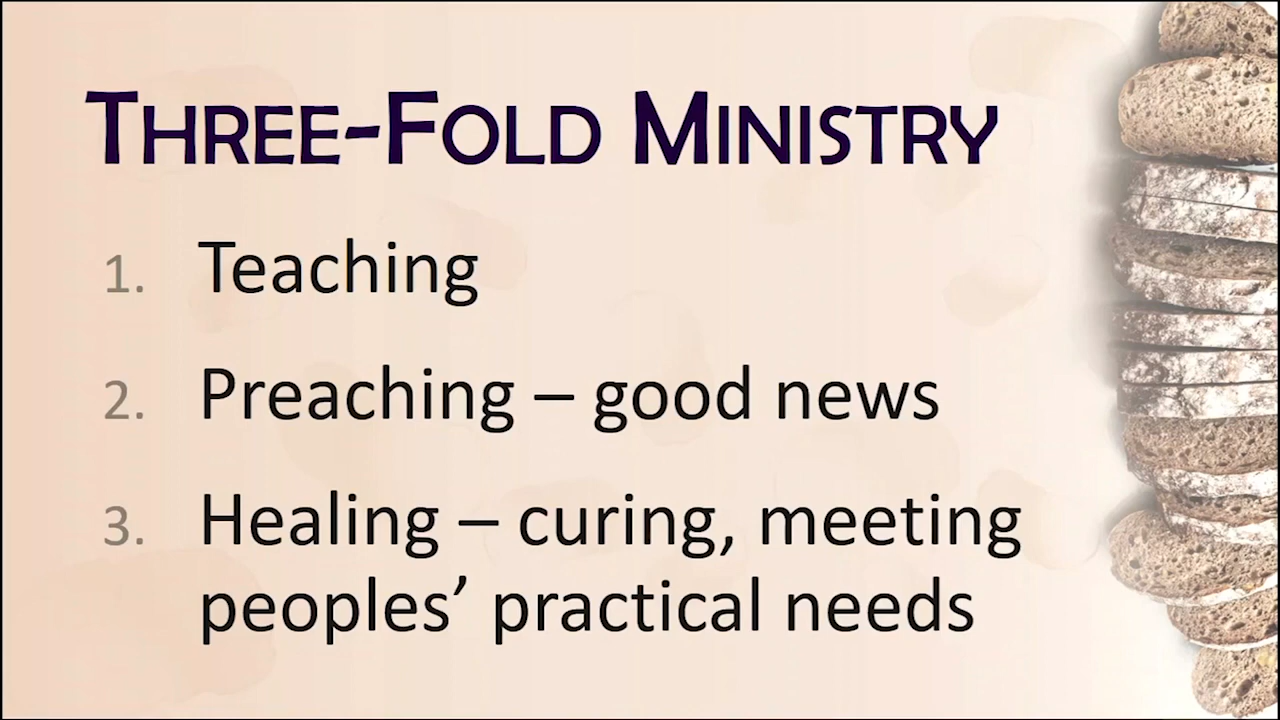 Three-Fold Ministry
1. Teaching
2. Preaching – good news
3. Healing – curing, meeting
peoples’ practical needs